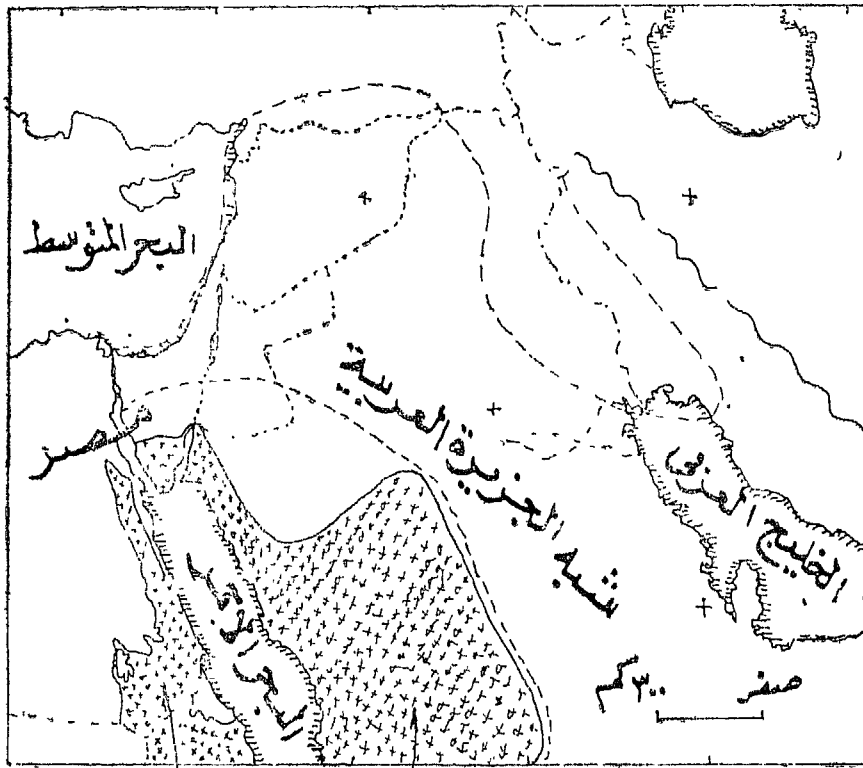 البحر المتوسط
مصر
شبه الجزيرة العربية
الخليج العربي
البحر الأحمر
صفر ٣٠٠ كم